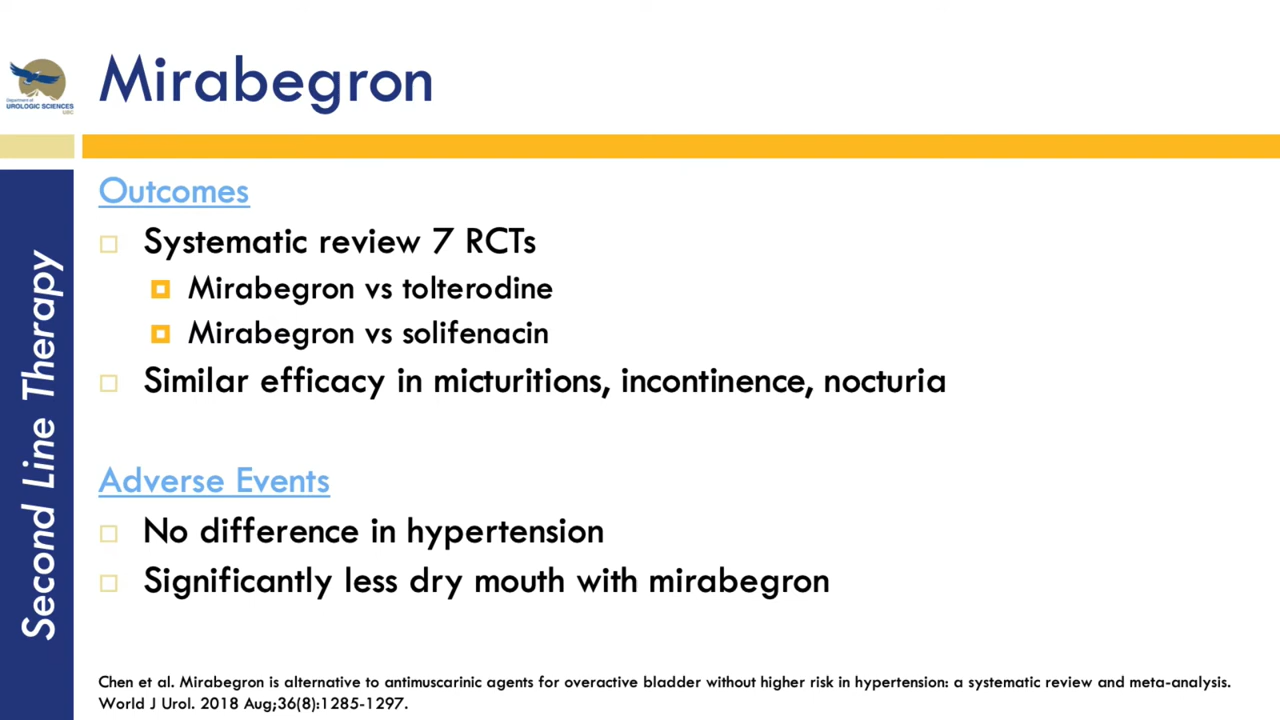 Mirabegron
Department of
UROLOGIC SCIENCES
UBC
Second Line Therapy
Outcomes
Systematic review 7 RCTs
Mirabegron vs tolterodine
Mirabegron vs solifenacin
Similar efficacy in micturitions, incontinence, nocturia
Adverse Events
No difference in hypertension
Significantly less dry mouth with mirabegron
Chen et al. Mirabegron is alternative to antimuscarinic agents for overactive bladder without higher risk in hypertension: a systematic review and meta-analysis.
World J Urol. 2018 Aug;36(8):1285-1297.